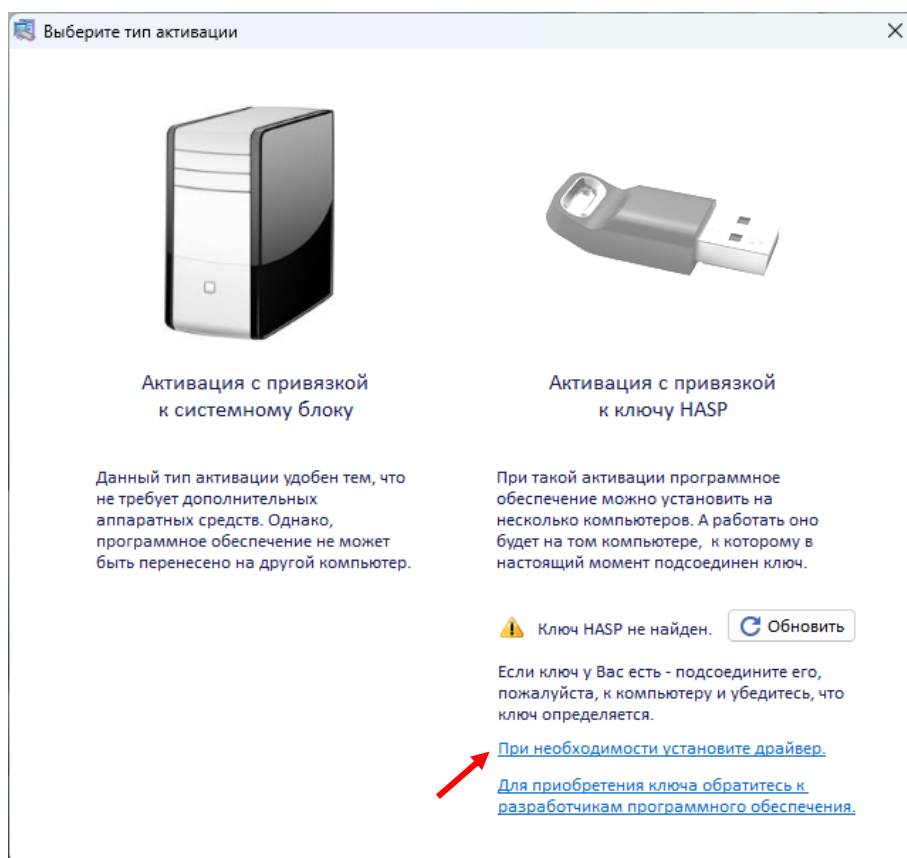 Выберите тип активации
Активация с привязкой
к системному блоку
Данный тип активации удобен тем, что
не требует дополнительных
аппаратных средств. Однако,
программное обеспечение не может
быть перенесено на другой компьютер.
Активация с привязкой
к ключу HASP
При такой активации программное
обеспечение можно установить на
несколько компьютеров. А работать оно
будет на том компьютере, к которому в
настоящий момент подсоединен ключ.
Ключ HASP не найден.
Обновить
Если ключ у Вас есть - подсоедините его,
пожалуйста, к компьютеру и убедитесь, что
ключ определяется.
При необходимости установите драйвер.
Для приобретения ключа обратитесь к
разработчикам программного обеспечения.